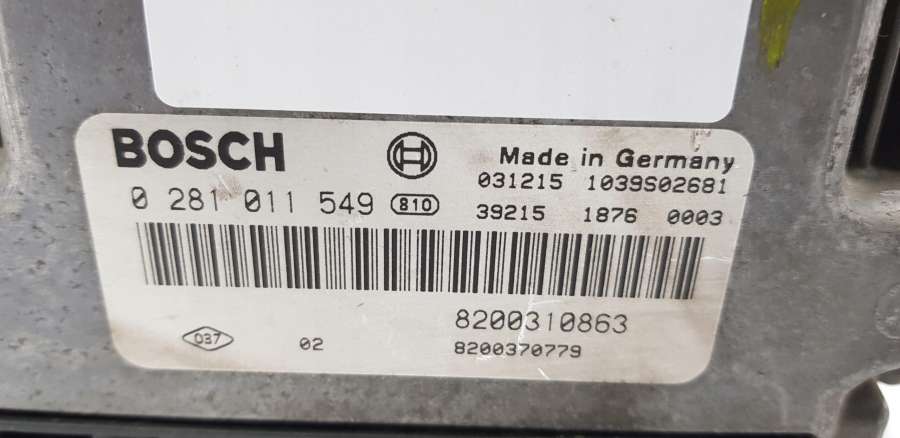 BOSCH
Made in Germany
031215 1039S02681
0 281 011 549 810
39215 1876 0003
8200310863
D37
02
8200370779